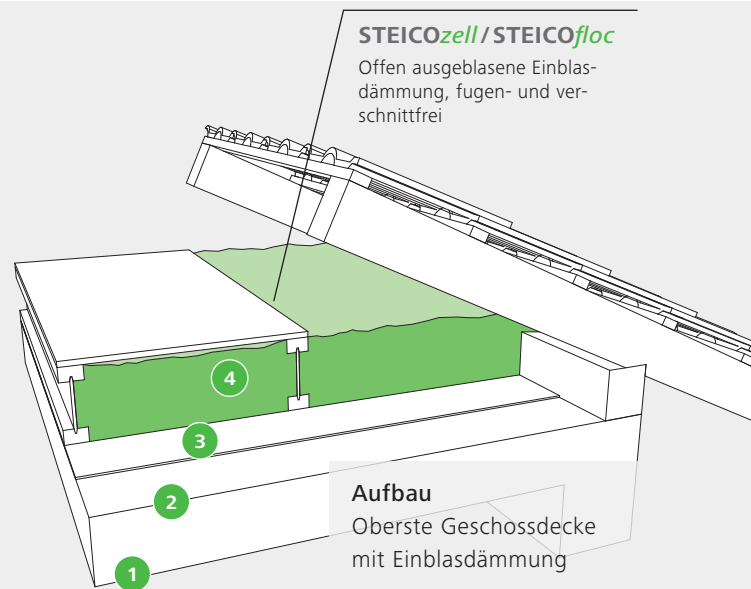 STEICOzell / STEICOfloc
Offen ausgeblasene Einblas-
dämmung, fugen- und ver-
schnittfrei
4
3
2
1
Aufbau
Oberste Geschossdecke
mit Einblasdämmung